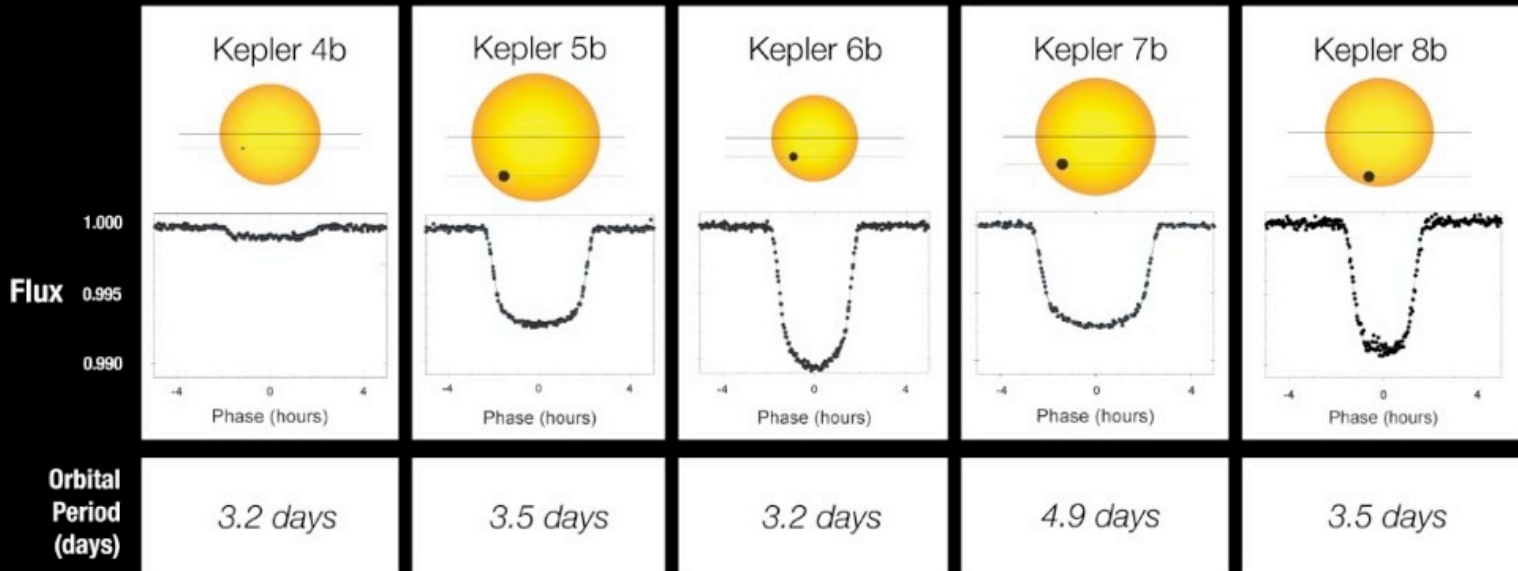 Kepler 4b
Kepler 5b
Kepler 6b
Kepler 7b
Kepler 8b
Flux
1.000
0.995
0.990
-4 0 4
Phase (hours)
-4 0 4
Phase (hours)
-4 0 4
Phase (hours)
-4 0 4
Phase (hours)
-4 0 4
Phase (hours)
Orbital
Period
(days)
3.2 days
3.5 days
3.2 days
4.9 days
3.5 days